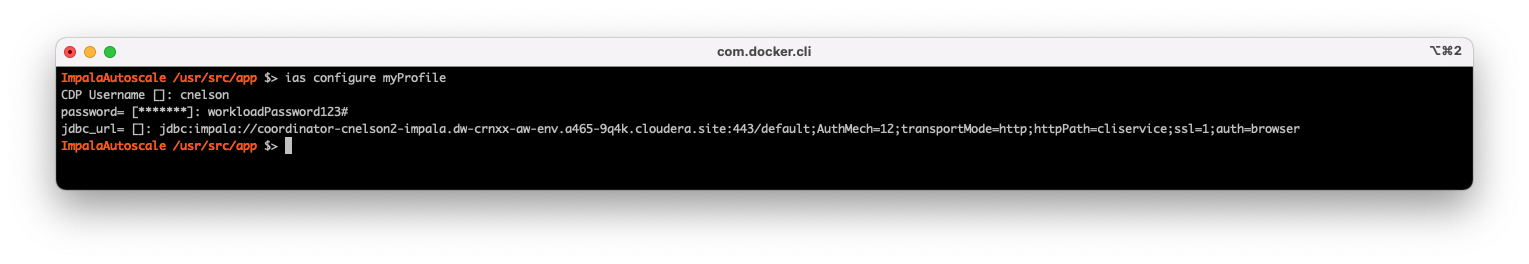 com.docker.cli
⌥⌘2
ImpalaAutoscale /usr/src/app $> ias configure myProfile
CDP Username []: cnelson
password= [*******]: workloadPassword123#
jdbc_url= []: jdbc:impala://coordinator-cnelson2-impala.dw-crnxx-aw-env.a465-9q4k.cloudera.site:443/default;AuthMech=12;transportMode=http;httpPath=cliservice;ssl=1;auth=browser
ImpalaAutoscale /usr/src/app $>